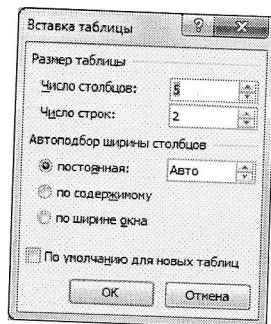 Вставка таблицы
Размер таблицы
Число столбцов: 5
Число строк: 2
Автоподбор ширины столбцов
постоянная: Авто
по содержимому
по ширине окна
По умолчанию для новых таблиц
ОК Отмена